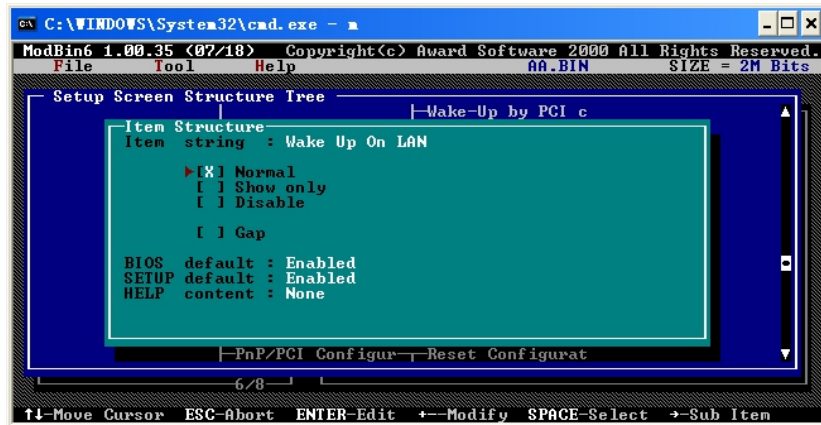 C:\WINDOWS\System32\cmd.exe - m
ModBin6 1.00.35 (07/18) Copyright(c) Award Software 2000 All Rights Reserved.
File Tool Help AA.BIN SIZE = 2M Bits
Setup Screen Structure Tree
Wake-Up by PCI c
Item Structure
Item string : Wake Up On LAN
[X] Normal
[ ] Show only
[ ] Disable
[ ] Gap
BIOS default : Enabled
SETUP default : Enabled
HELP content : None
PnP/PCI Configur Reset Configurat
6/8
↑↓-Move Cursor ESC-Abort ENTER-Edit +--Modify SPACE-Select →-Sub Item